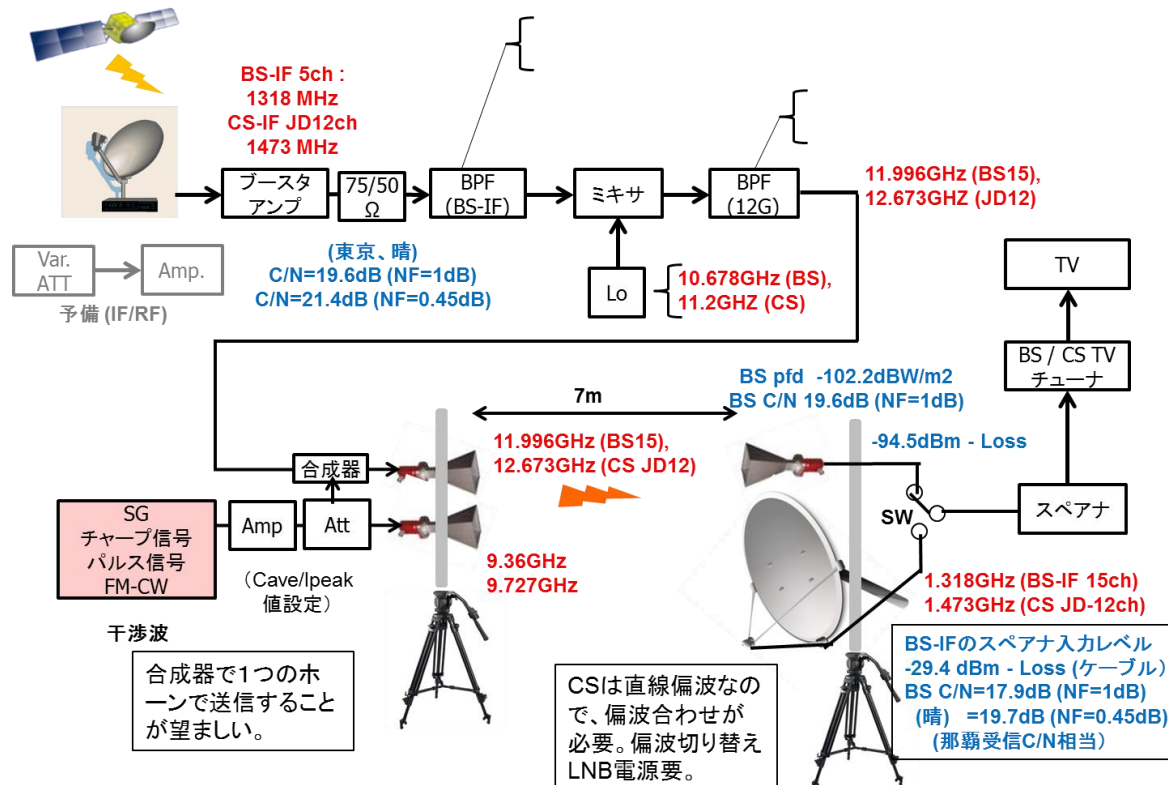 BS-IF 5ch :
1318 MHz
CS-IF JD12ch
1473 MHz
ブースタ
アンプ
75/50
Ω
BPF
(BS-IF)
ミキサ
BPF
(12G)
11.996GHz (BS15),
12.673GHZ (JD12)
(東京、晴)
C/N=19.6dB (NF=1dB)
C/N=21.4dB (NF=0.45dB)
Var.
ATT
Amp.
予備 (IF/RF)
Lo
10.678GHz (BS),
11.2GHZ (CS)
TV
BS / CS TV
チューナ
BS pfd -102.2dBW/m2
BS C/N 19.6dB (NF=1dB)
7m
11.996GHz (BS15),
12.673GHz (CS JD12)
-94.5dBm - Loss
合成器
SG
チャープ信号
パルス信号
FM-CW
Amp
Att
SW
スペアナ
(Cave/Ipeak
値設定)
9.36GHz
9.727GHz
1.318GHz (BS-IF 15ch)
1.473GHz (CS JD-12ch)
干渉波
合成器で1つのホ
ーンで送信すること
が望ましい。
CSは直線偏波なの
で、偏波合わせが
必要。偏波切り替え
LNB電源要。
BS-IFのスペアナ入力レベル
-29.4 dBm - Loss (ケーブル)
BS C/N=17.9dB (NF=1dB)
(晴) =19.7dB (NF=0.45dB)
(那覇受信C/N相当)